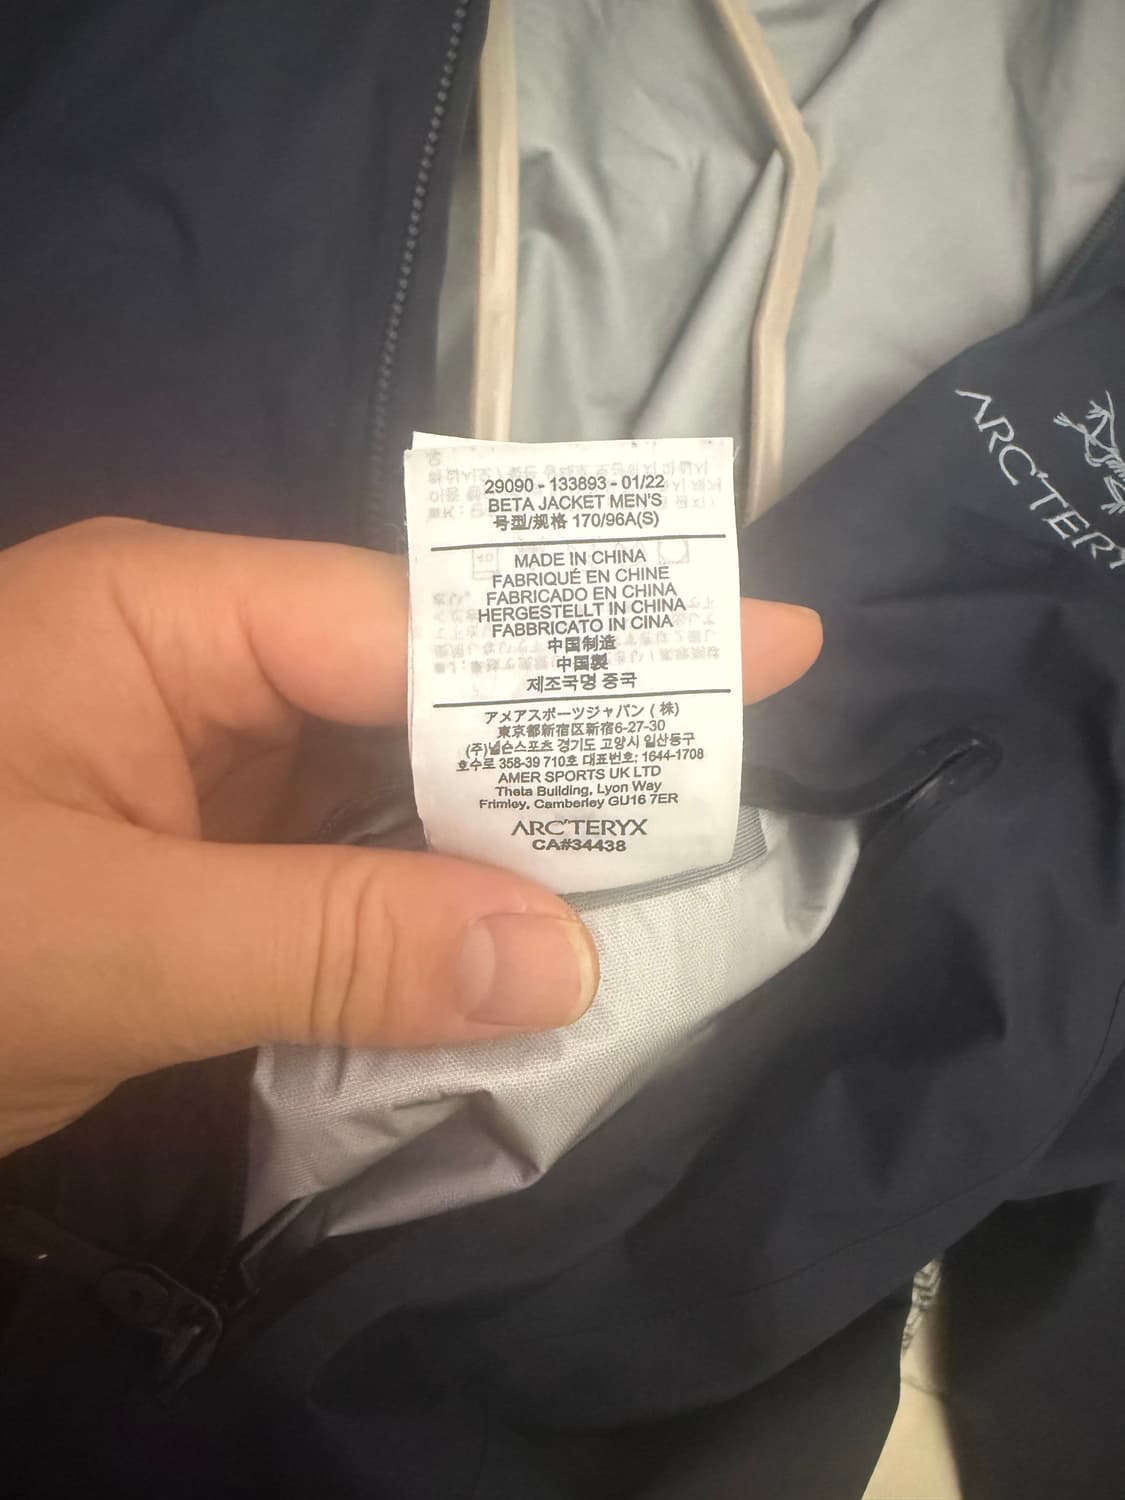 29090 - 133893 - 01/22
BETA JACKET MEN'S
号型/规格 170/96A(S)
MADE IN CHINA
FABRIQUÉ EN CHINE
FABRICADO EN CHINA
HERGESTELLT IN CHINA
FABBRICATO IN CINA
中国制造
中国製
제조국명 중국
アメアスポーツジャパン ( 株)
東京都新宿区新宿6-27-30
(주)넬슨스포츠 경기도 고양시 일산동구
호수로 358-39 710호 대표번호: 1644-1708
AMER SPORTS UK LTD
Theta Building, Lyon Way
Frimley, Camberley GU16 7ER
ARC'TERYX
CA#34438
ARC'TERY